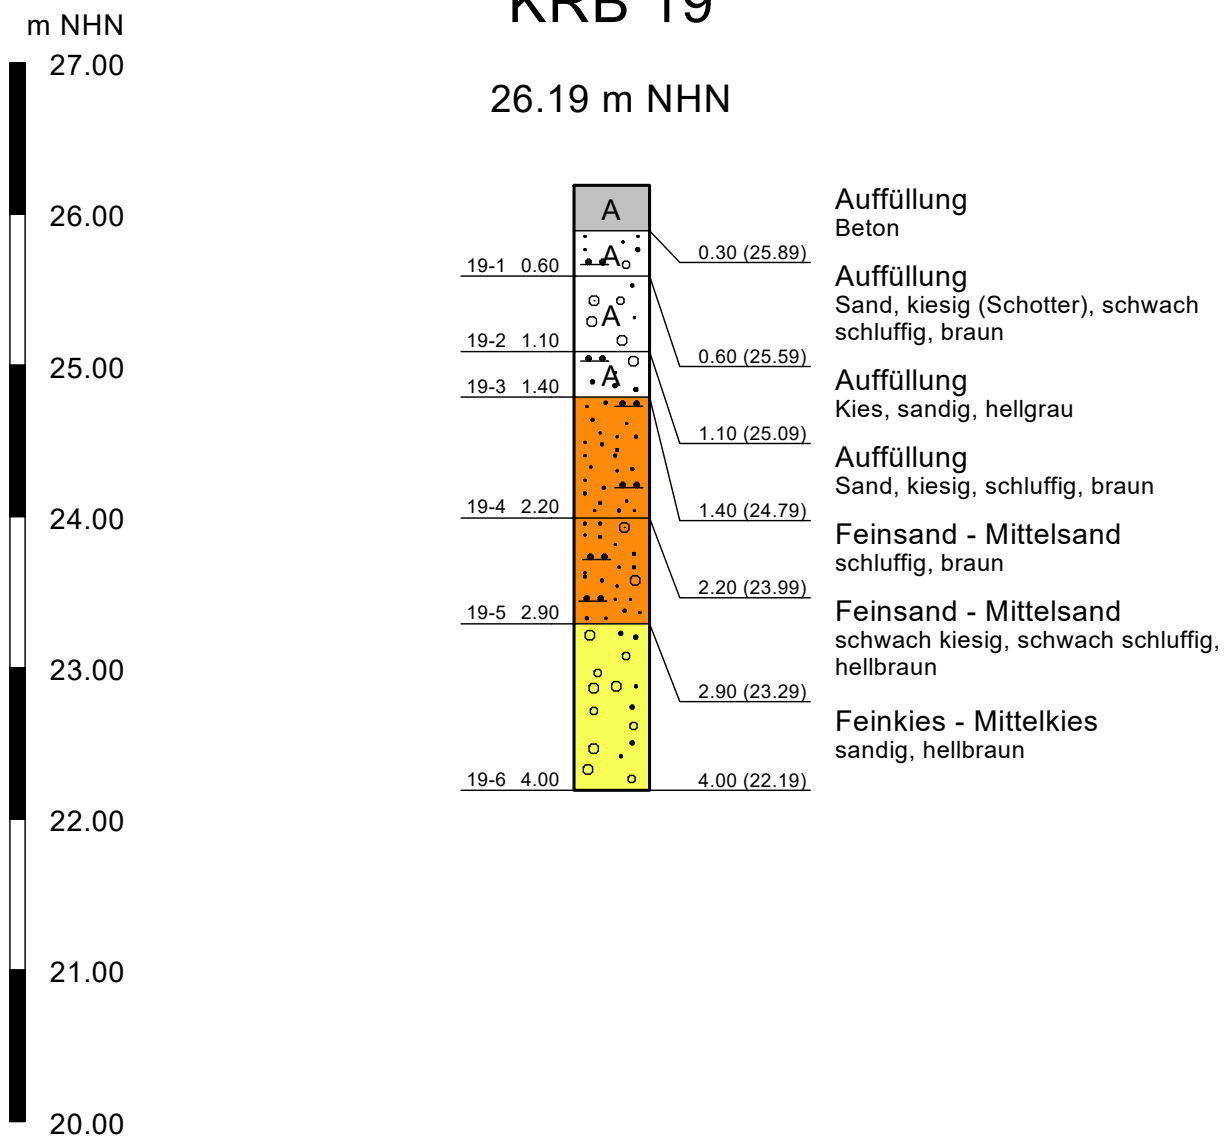 KRB 19
m NHN
27.00
26.19 m NHN
26.00
25.00
24.00
23.00
22.00
21.00
20.00
A
A
A
A
19-1 0.60
19-2 1.10
19-3 1.40
19-4 2.20
19-5 2.90
19-6 4.00
0.30 (25.89)
0.60 (25.59)
1.10 (25.09)
1.40 (24.79)
2.20 (23.99)
2.90 (23.29)
4.00 (22.19)
Auffüllung
Beton
Auffüllung
Sand, kiesig (Schotter), schwach
schluffig, braun
Auffüllung
Kies, sandig, hellgrau
Auffüllung
Sand, kiesig, schluffig, braun
Feinsand - Mittelsand
schluffig, braun
Feinsand - Mittelsand
schwach kiesig, schwach schluffig,
hellbraun
Feinkies - Mittelkies
sandig, hellbraun